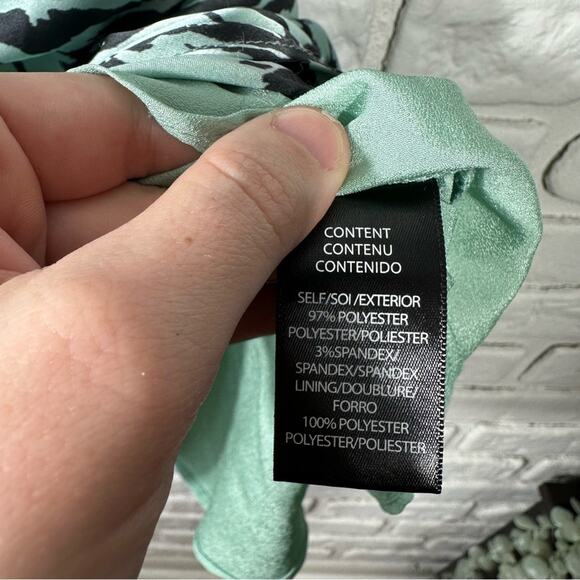 CONTENT
CONTENU
CONTENIDO
SELF/SOI/EXTERIOR
97% POLYESTER
POLYESTER/POLIESTER
3%SPANDEX/
SPANDEX/SPANDEX
LINING/DOUBLURE/
FORRO
100% POLYESTER
POLYESTER/POLIESTER